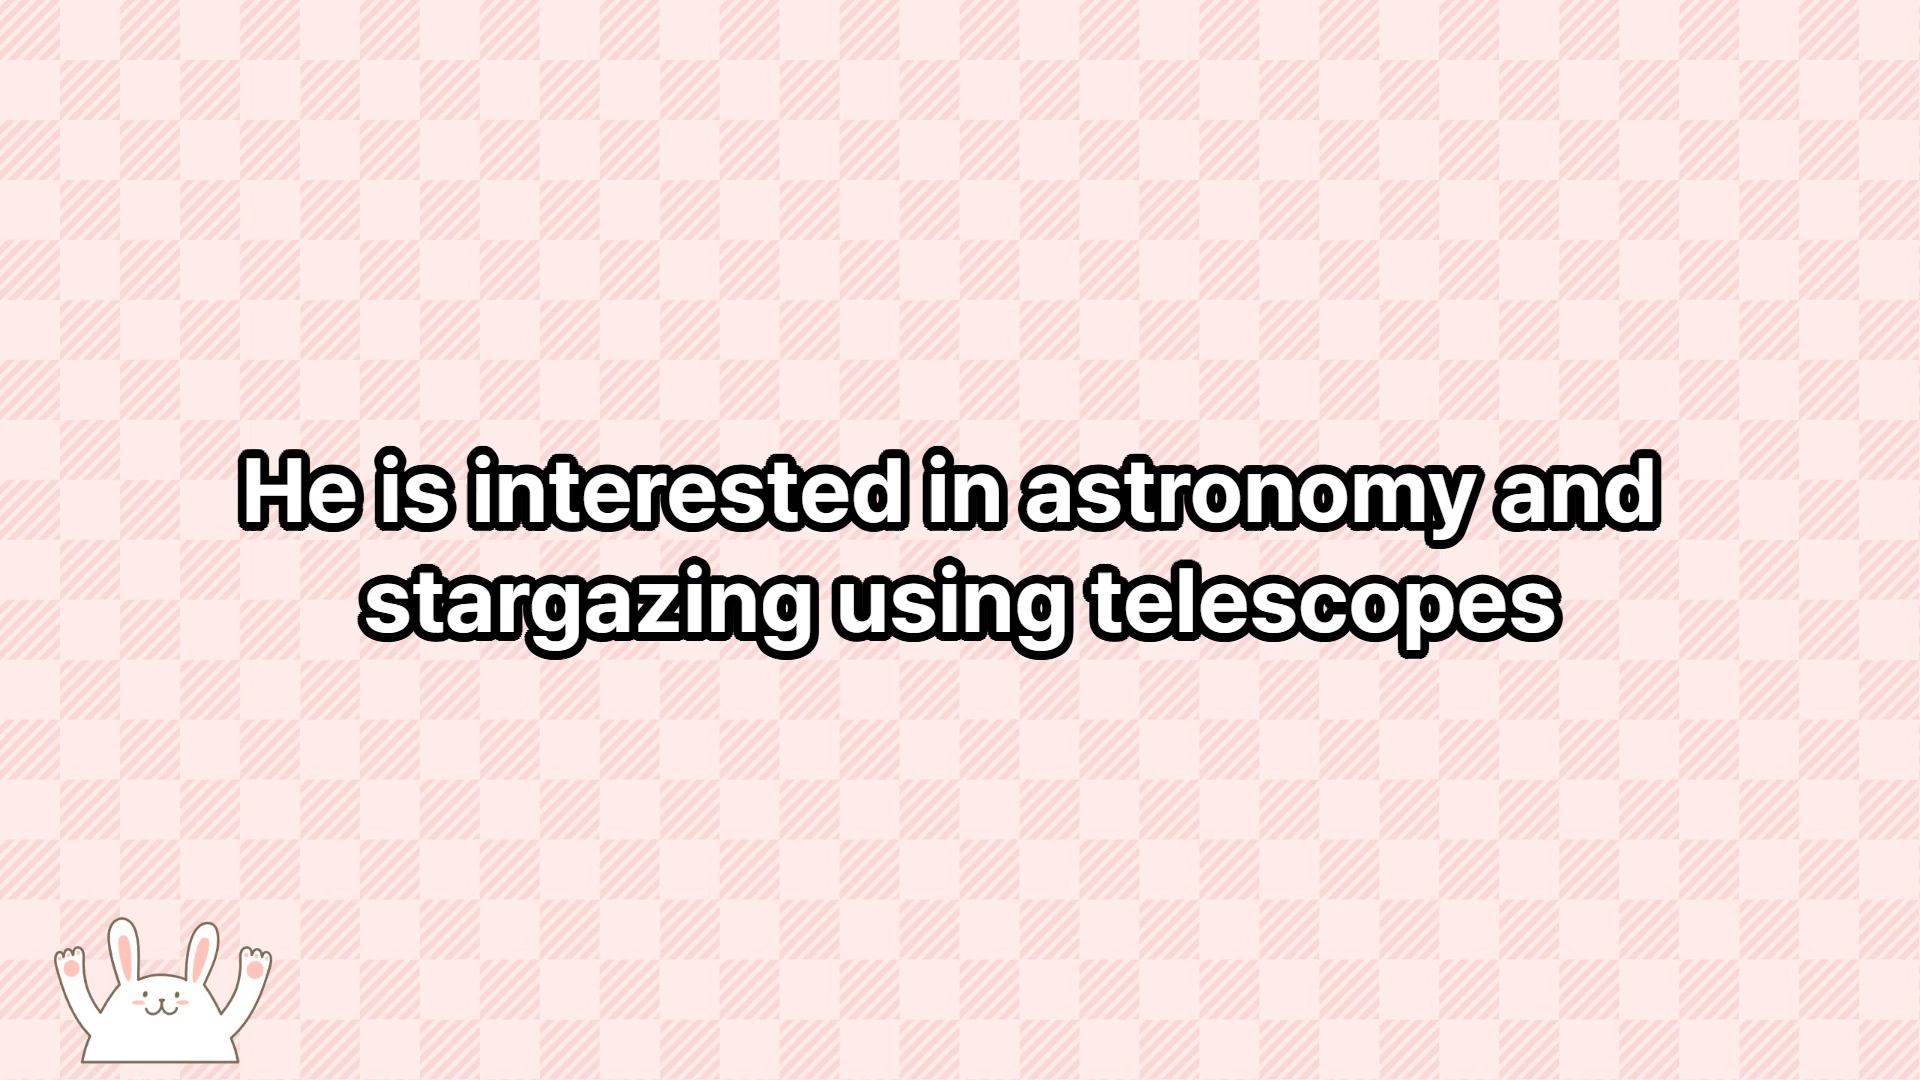 He is interested in astronomy and
stargazing using telescopes